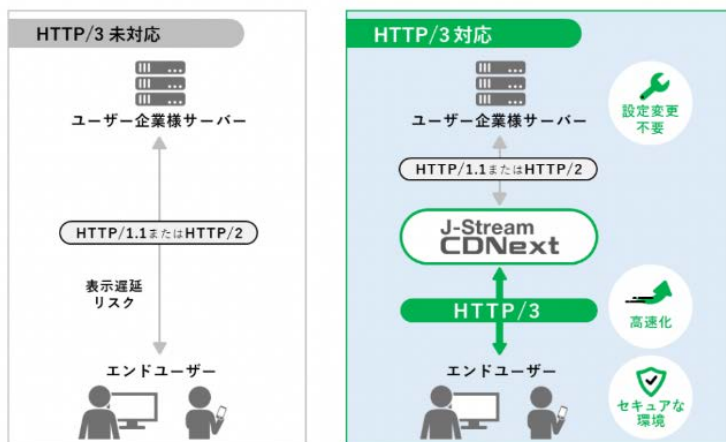 HTTP/3 未対応
ユーザー企業様サーバー
HTTP/1.1またはHTTP/2
表示遅延
リスク
エンドユーザー
HTTP/3 対応
ユーザー企業様サーバー
設定変更
不要
HTTP/1.1またはHTTP/2
J-Stream
CDNext
HTTP/3
高速化
エンドユーザー
セキュアな
環境